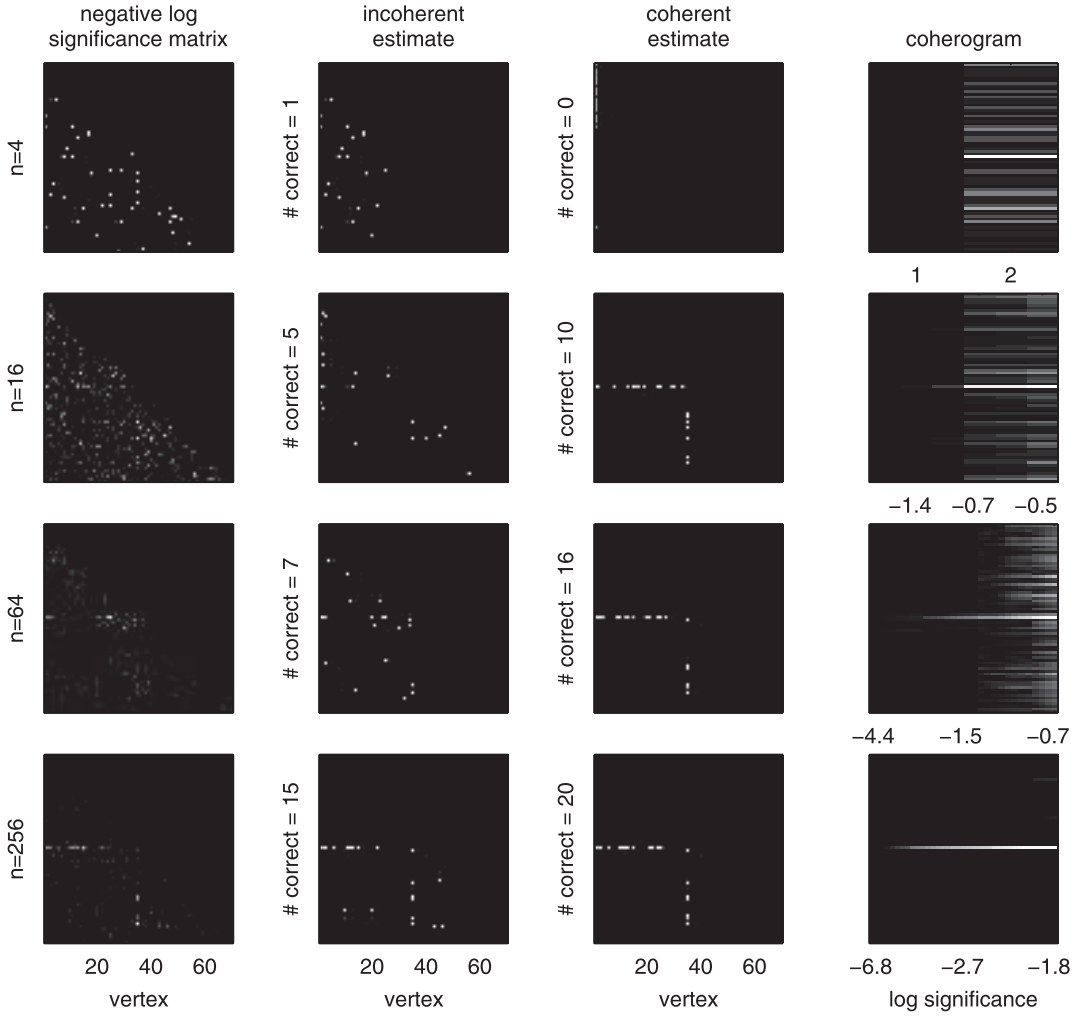 negative log
significance matrix
incoherent
estimate
coherent
estimate
coherogram
n=4
# correct = 1
# correct = 0
1 2
n=16
# correct = 5
# correct = 10
−1.4 −0.7 −0.5
n=64
# correct = 7
# correct = 16
−4.4 −1.5 −0.7
n=256
# correct = 15
# correct = 20
20 40 60
20 40 60
20 40 60
−6.8 −2.7 −1.8
vertex
vertex
vertex
log significance